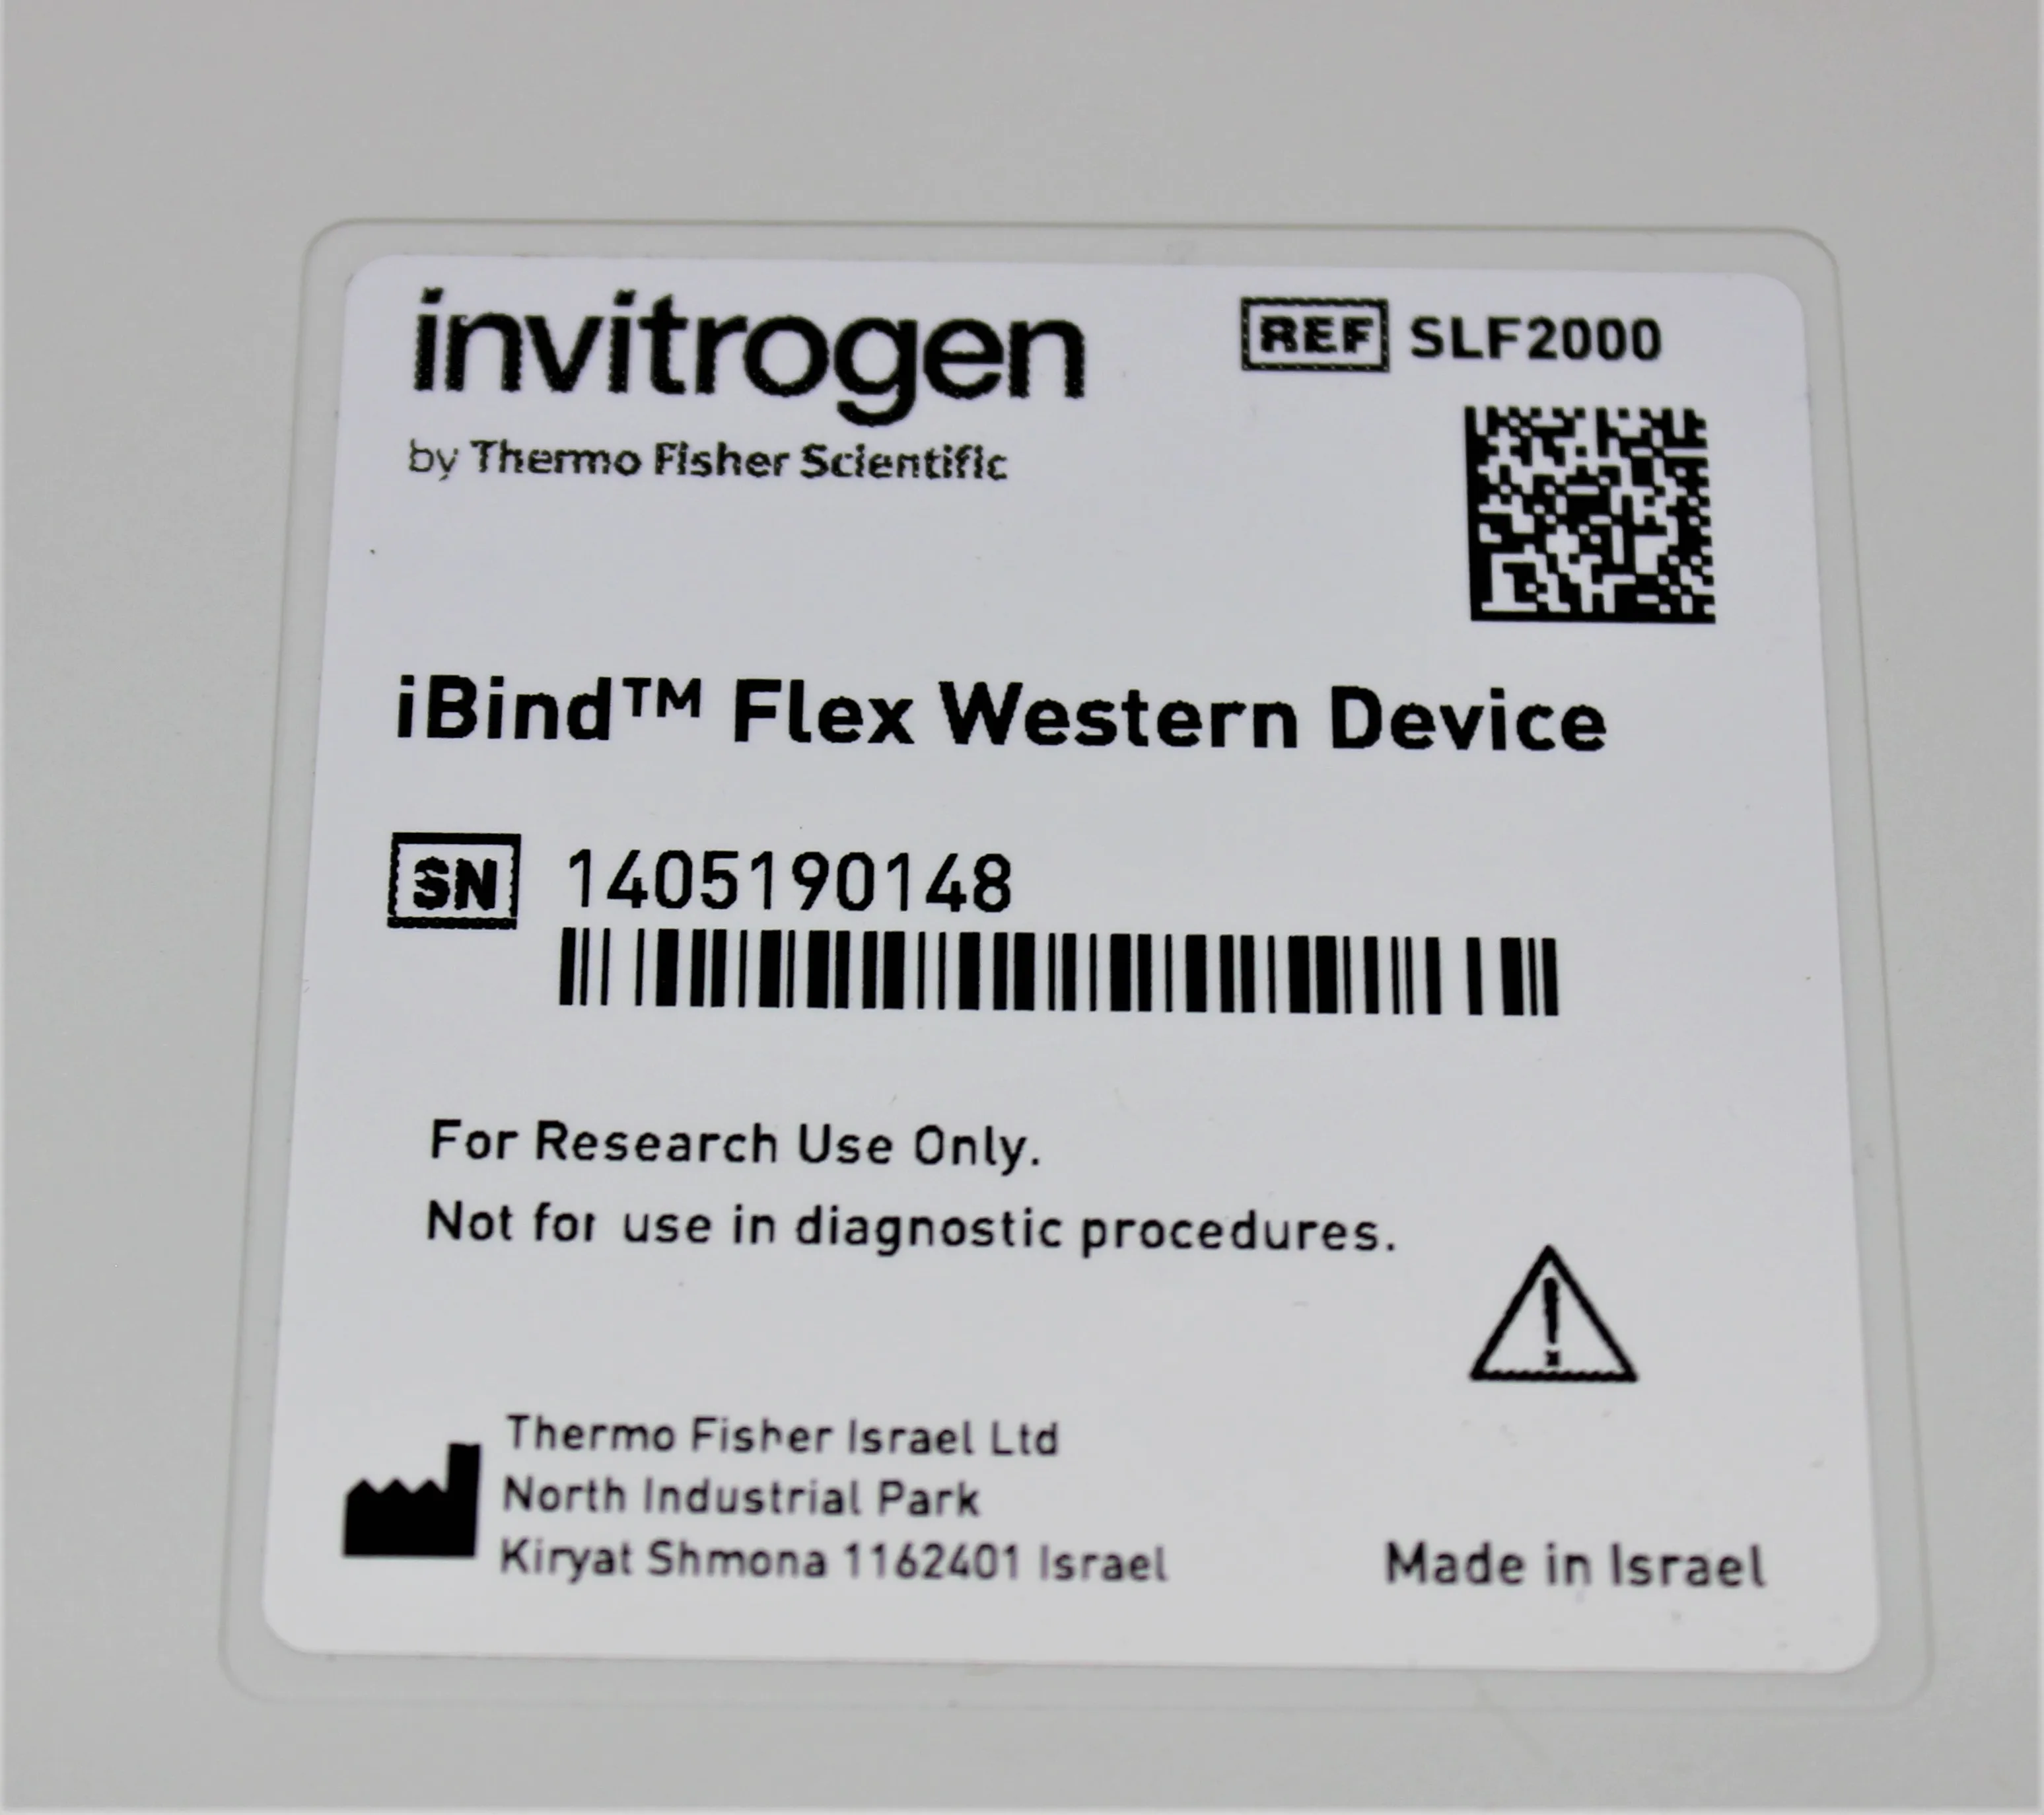 invitrogen
by Thermo Fisher Scientific
REF SLF2000
iBind™ Flex Western Device
SN 1405190148
For Research Use Only.
Not for use in diagnostic procedures.
Thermo Fisher Israel Ltd
North Industrial Park
Kiryat Shmona 1162401 Israel
Made in Israel